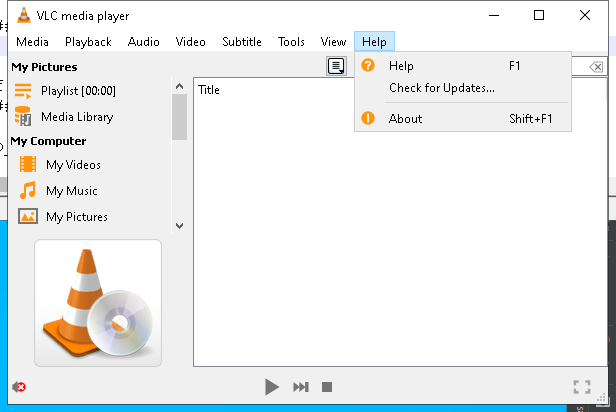 VLC media player
Media Playback Audio Video Subtitle Tools View Help
My Pictures
Playlist [00:00]
Media Library
My Computer
My Videos
My Music
My Pictures
Title
Help F1
Check for Updates...
About Shift+F1